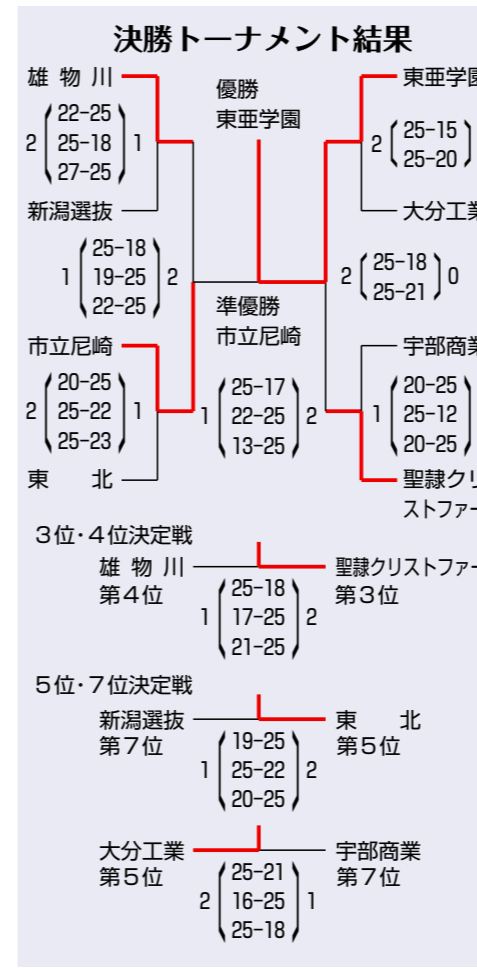 決勝トーナメント結果
雄物川
2 (22-25 25-18 27-25) 1
新潟選抜
1 (25-18 19-25 22-25) 2
市立尼崎
2 (20-25 25-22 25-23) 1
東北
優勝
東亜学園
準優勝
市立尼崎
1 (25-17 22-25 13-25) 2
東亜学園
2 (25-15 25-20)
大分工業
2 (25-18 25-21) 0
宇部商業
1 (20-25 25-12 20-25)
聖隷クリ
ストファー
3位・4位決定戦
雄物川
第4位
1 (25-18 17-25 21-25) 2
聖隷クリストファー
第3位
5位・7位決定戦
新潟選抜
第7位
1 (19-25 25-22 20-25) 2
東北
第5位
大分工業
第5位
2 (25-21 16-25 25-18) 1
宇部商業
第7位